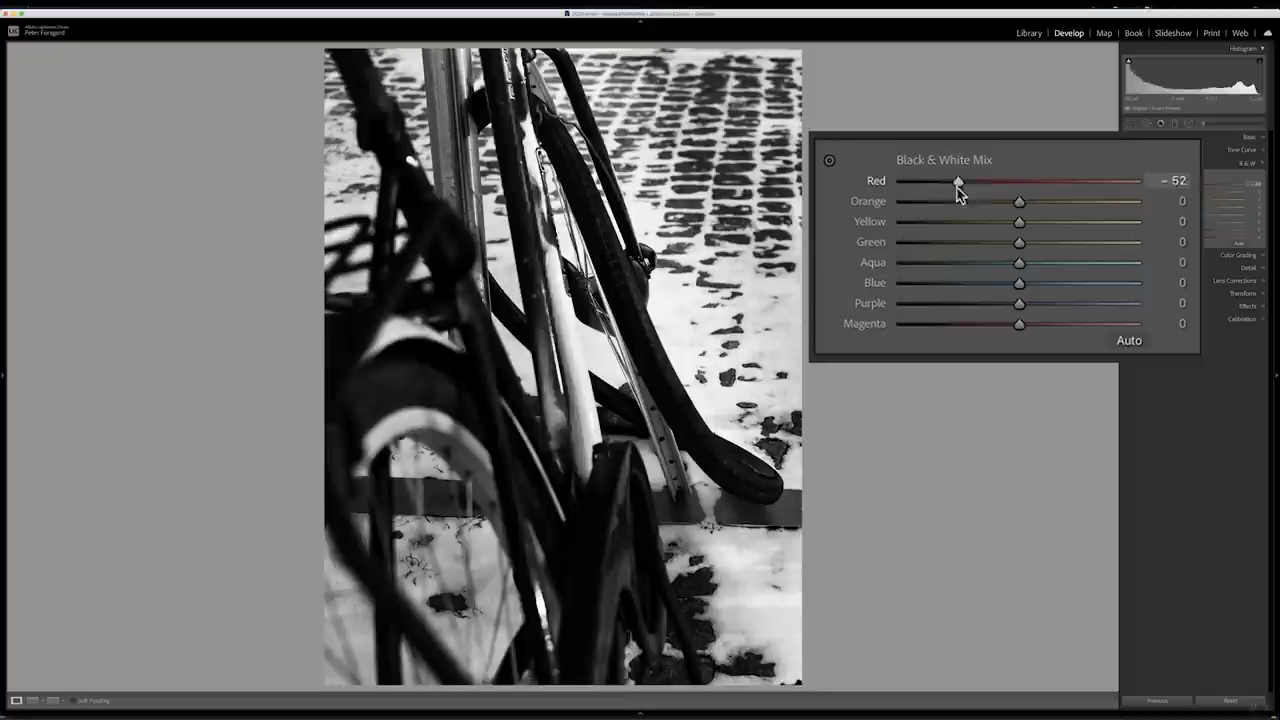 Peter Forsgard
Library | Develop | Map | Book | Slideshow | Print | Web
Histogram
Basic
Tone Curve
B & W
Black & White Mix
Red - 52
Orange 0
Yellow 0
Green 0
Aqua 0
Blue 0
Purple 0
Magenta 0
Auto
Auto
Color Grading
Detail
Lens Corrections
Transform
Effects
Calibration
Soft Proofing
Previous
Reset